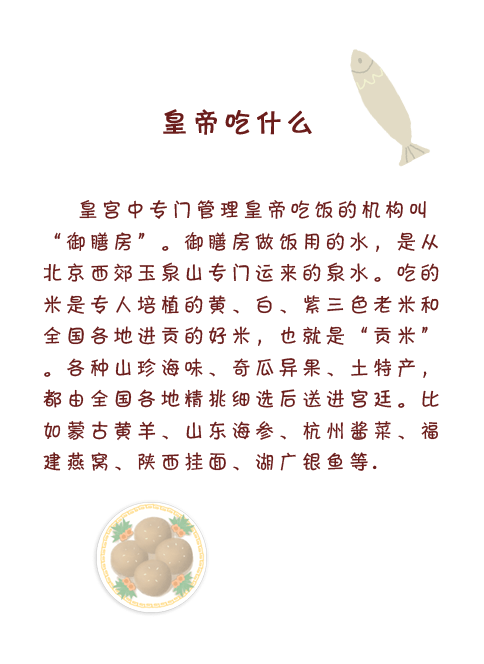 皇帝吃什么
皇宫中专门管理皇帝吃饭的机构叫
“御膳房”。御膳房做饭用的水，是从
北京西郊玉泉山专门运来的泉水。吃的
米是专人培植的黄、白、紫三色老米和
全国各地进贡的好米，也就是“贡米”
。各种山珍海味、奇瓜异果、土特产，
都由全国各地精挑细选后送进宫廷。比
如蒙古黄羊、山东海参、杭州酱菜、福
建燕窝、陕西挂面、湖广银鱼等.